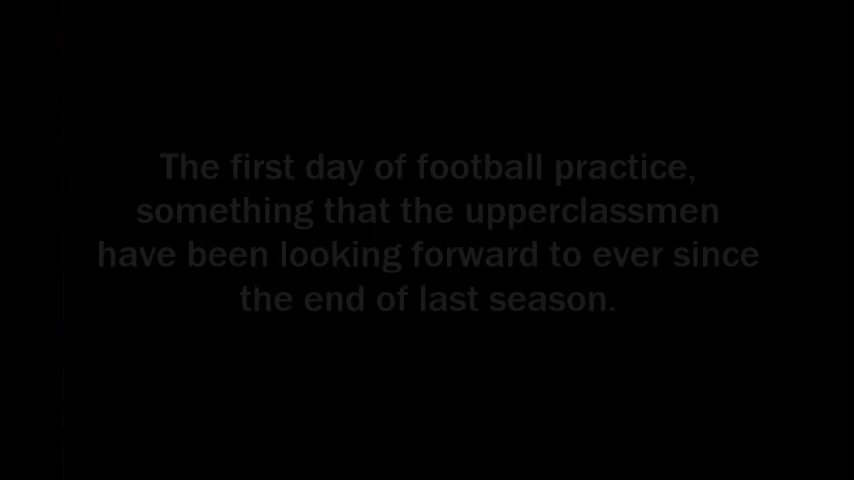 The first day of football practice,
something that the upperclassmen
have been looking forward to ever since
the end of last season.